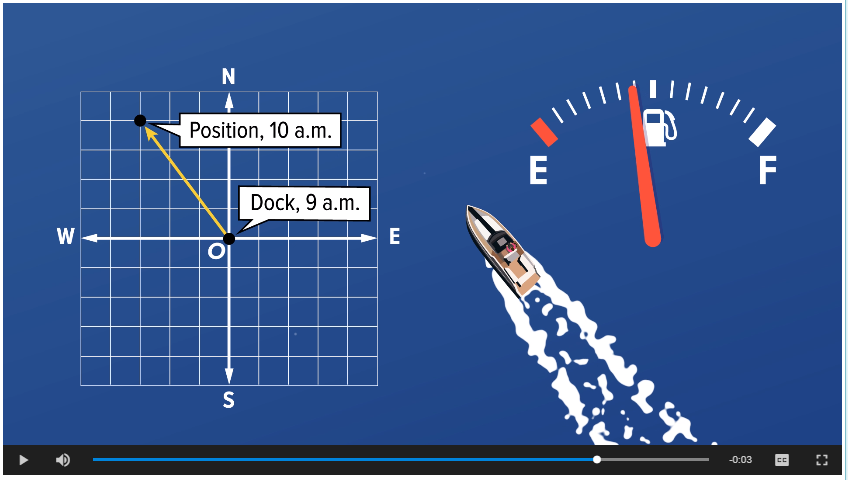 N
Position, 10 a.m.
Dock, 9 a.m.
W
E
O
S
E
F
-0:03
CC